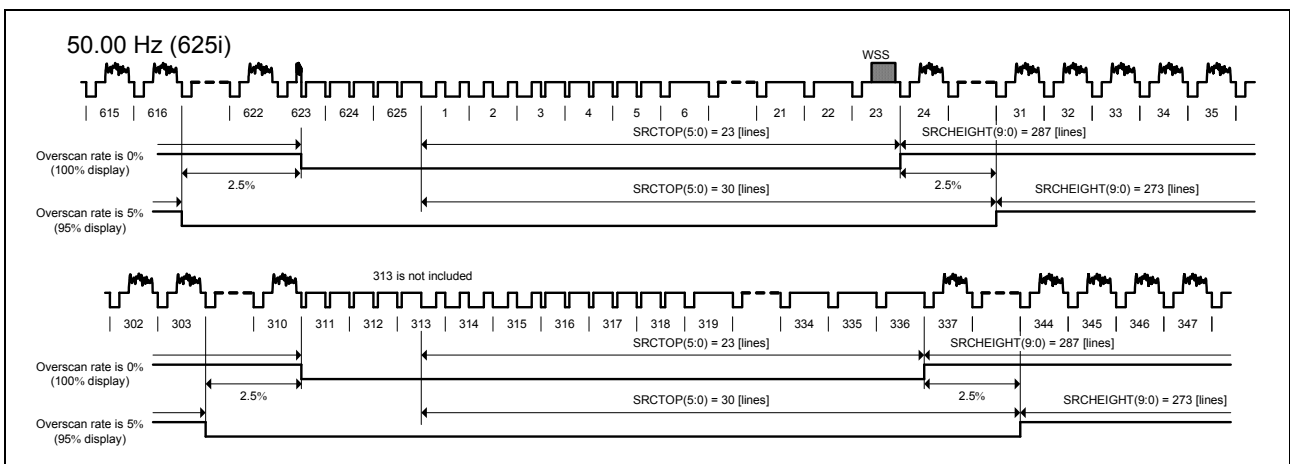 50.00 Hz (625i)
WSS
615 616 622 623 624 625 1 2 3 4 5 6 21 22 23 24 31 32 33 34 35
SRCTOP(5:0) = 23 [lines] SRCHEIGHT(9:0) = 287 [lines]
Overscan rate is 0%
(100% display)
2.5% 2.5%
SRCTOP(5:0) = 30 [lines] SRCHEIGHT(9:0) = 273 [lines]
Overscan rate is 5%
(95% display)
313 is not included
302 303 310 311 312 313 314 315 316 317 318 319 334 335 336 337 344 345 346 347
SRCTOP(5:0) = 23 [lines] SRCHEIGHT(9:0) = 287 [lines]
Overscan rate is 0%
(100% display)
2.5% 2.5%
SRCTOP(5:0) = 30 [lines] SRCHEIGHT(9:0) = 273 [lines]
Overscan rate is 5%
(95% display)